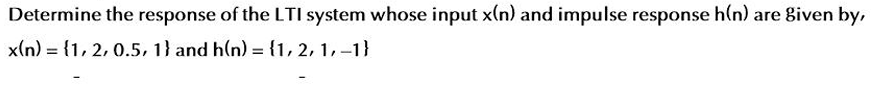 Determine the response of the LTI system whose input x(n) and impulse response h(n) are given by,
x(n) = {1, 2, 0.5, 1} and h(n) = {1, 2, 1, –1}